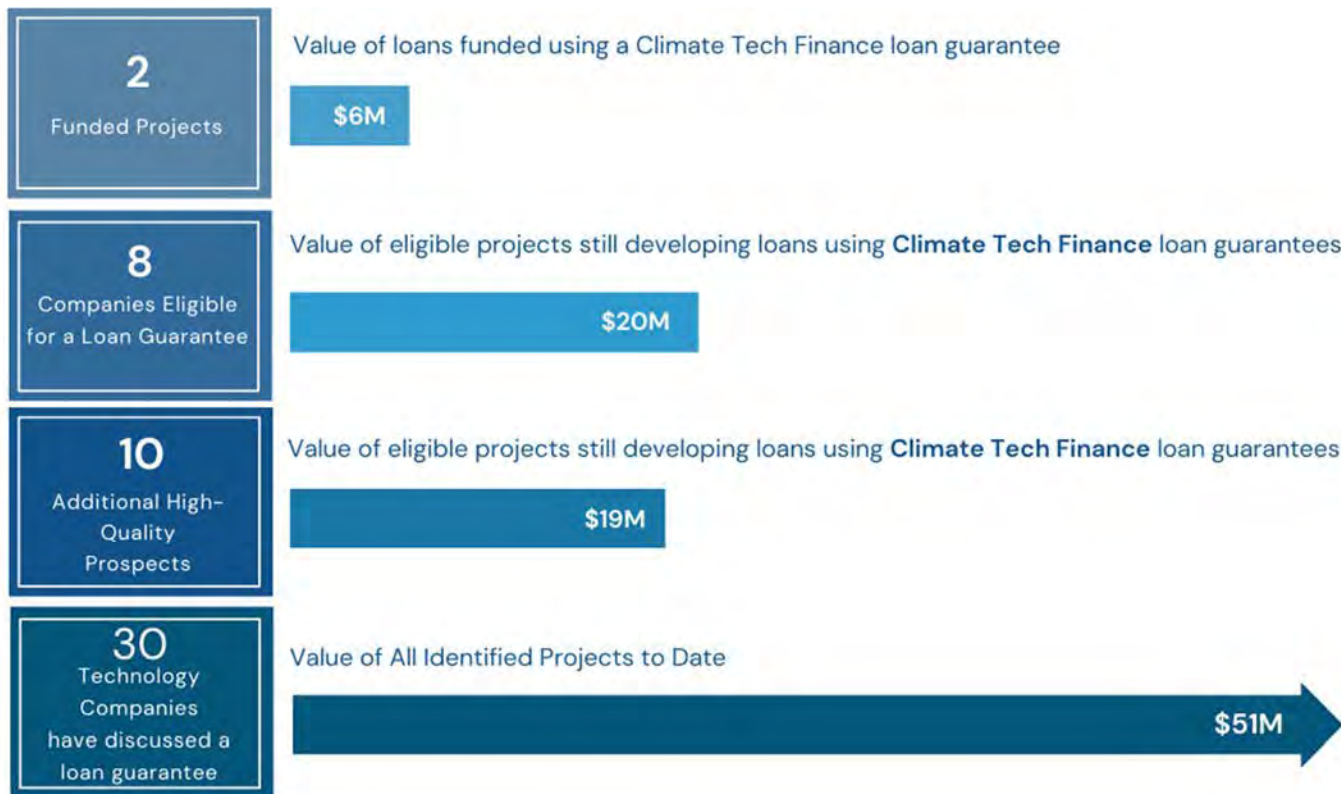 2
Funded Projects
Value of loans funded using a Climate Tech Finance loan guarantee
$6M
8
Companies Eligible
for a Loan Guarantee
Value of eligible projects still developing loans using Climate Tech Finance loan guarantees
$20M
10
Additional High-
Quality
Prospects
Value of eligible projects still developing loans using Climate Tech Finance loan guarantees
$19M
30
Technology
Companies
have discussed a
loan guarantee
Value of All Identified Projects to Date
$51M